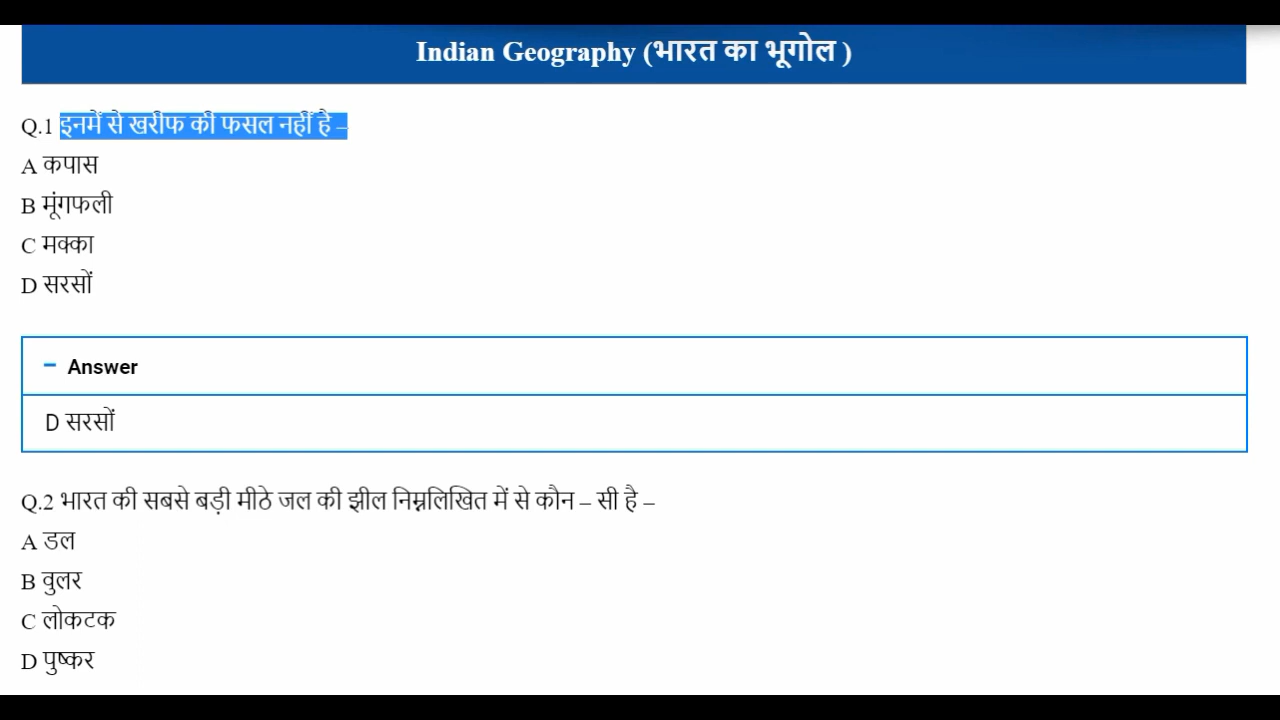 Indian Geography (भारत का भूगोल )
Q.1 इनमें से खरीफ की फसल नहीं है –
A कपास
B मूंगफली
C मक्का
D सरसों
– Answer
D सरसों
Q.2 भारत की सबसे बड़ी मीठे जल की झील निम्नलिखित में से कौन – सी है –
A डल
B वुलर
C लोकटक
D पुष्कर